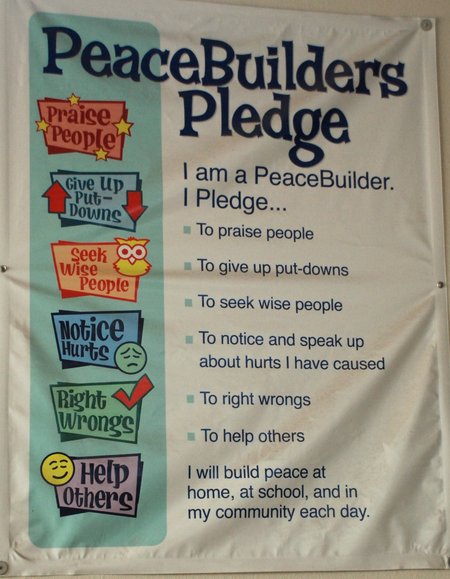 PeaceBuilders
Pledge
Praise
People
Give Up
Put-
Downs
Seek
Wise
People
Notice
Hurts
Right
Wrongs
Help
Others
I am a PeaceBuilder.
I Pledge...
To praise people
To give up put-downs
To seek wise people
To notice and speak up
about hurts I have caused
To right wrongs
To help others
I will build peace at
home, at school, and in
my community each day.